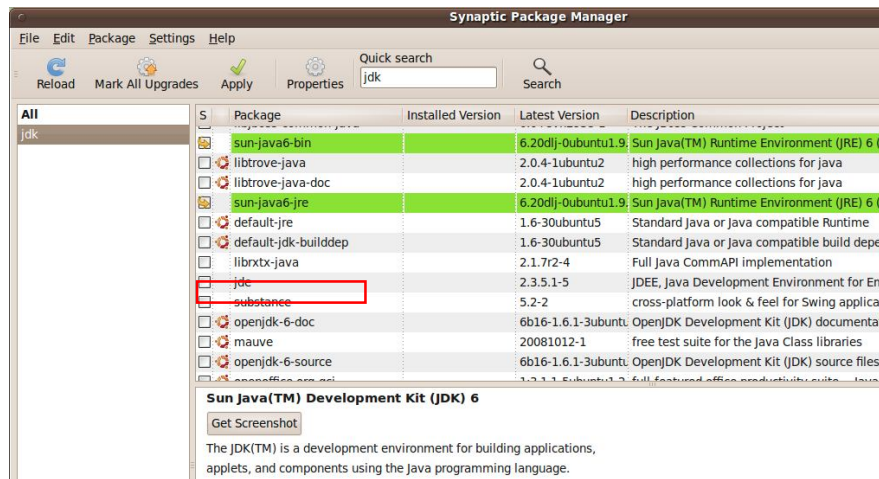 Synaptic Package Manager
File Edit Package Settings Help
Quick search
Reload Mark All Upgrades Apply Properties jdk Search
All
jdk
S Package Installed Version Latest Version Description
sun-java6-bin 6.20dlj-0ubuntu1.9. Sun Java(TM) Runtime Environment (JRE) 6 (
libtrove-java 2.0.4-1ubuntu2 high performance collections for java
libtrove-java-doc 2.0.4-1ubuntu2 high performance collections for java
sun-java6-jre 6.20dlj-0ubuntu1.9. Sun Java(TM) Runtime Environment (JRE) 6 (
default-jre 1.6-30ubuntu5 Standard Java or Java compatible Runtime
default-jdk-builddep 1.6-30ubuntu5 Standard Java or Java compatible build depe
librxtx-java 2.1.7r2-4 Full Java CommAPI implementation
jde 2.3.5.1-5 JDEE, Java Development Environment for Em
substance 5.2-2 cross-platform look & feel for Swing applica
openjdk-6-doc 6b16-1.6.1-3ubuntu OpenJDK Development Kit (JDK) documenta
mauve 20081012-1 free test suite for the Java Class libraries
openjdk-6-source 6b16-1.6.1-3ubuntu OpenJDK Development Kit (JDK) source files
Sun Java(TM) Development Kit (JDK) 6
Get Screenshot
The JDK(TM) is a development environment for building applications,
applets, and components using the Java programming language.